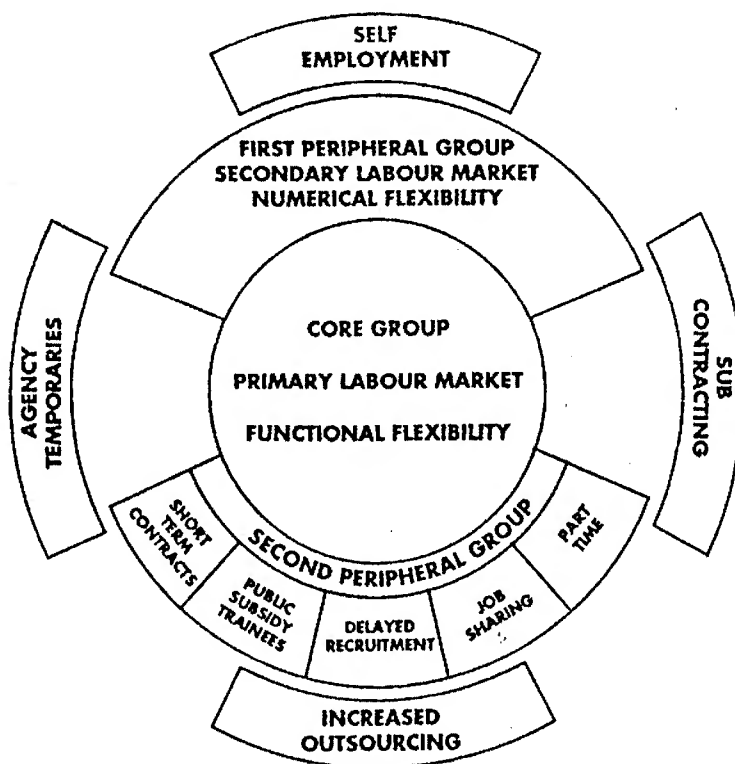 SELF
EMPLOYMENT
FIRST PERIPHERAL GROUP
SECONDARY LABOUR MARKET
NUMERICAL FLEXIBILITY
AGENCY
TEMPORARIES
CORE GROUP
PRIMARY LABOUR MARKET
FUNCTIONAL FLEXIBILITY
SUB
CONTRACTING
SECOND PERIPHERAL GROUP
SHORT
TERM
CONTRACTS
PUBLIC
SUBSIDY
TRAINEES
DELAYED
RECRUITMENT
JOB
SHARING
PART
TIME
INCREASED
OUTSOURCING